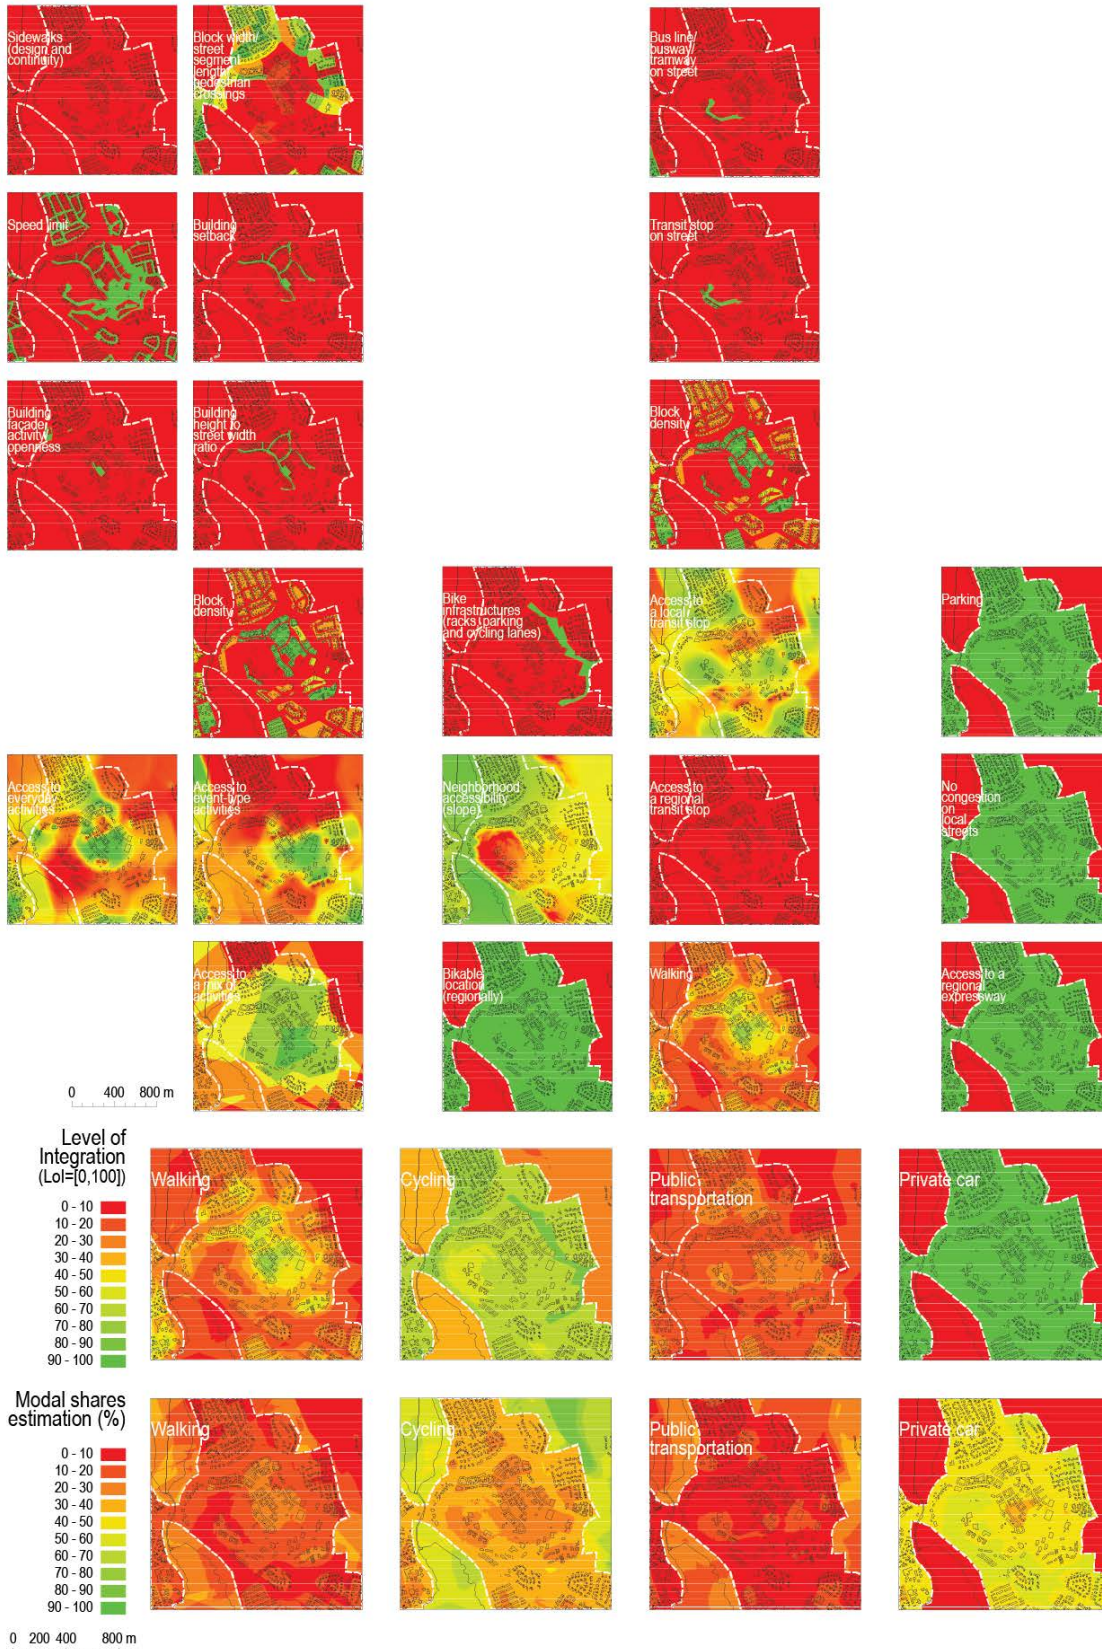 Sidewalks
(design and
continuity)
Block width/
street
segment
length/
pedestrian
crossings
Bus line/
busway/
tramway
on street
Speed limit
Building
setback
Transit stop
on street
Building
façade
activity/
oppenness
Building
height to
street width
ratio
Block
density
Block
density
Bike
infrastructures
(racks /parking
and cycling lanes)
Access to
a local
transit stop
Parking
Access to
everyday
activities
Access to
event-type
activities
Neighborhood
accessibility
(slope)
Access to
a regional
transit stop
No
congestion
on
local
streets
Access to
a mix of
activities
Bikable
location
(regionally)
Walking
Access to a
regional
expressway
0 400 800 m
Level of
Integration
(LoI=[0,100])
0 - 10
10 - 20
20 - 30
30 - 40
40 - 50
50 - 60
60 - 70
70 - 80
80 - 90
90 - 100
Walking
Cycling
Public
transportation
Private car
Modal shares
estimation (%)
0 - 10
10 - 20
20 - 30
30 - 40
40 - 50
50 - 60
60 - 70
70 - 80
80 - 90
90 - 100
Walking
Cycling
Public
transportation
Private car
0 200 400 800 m